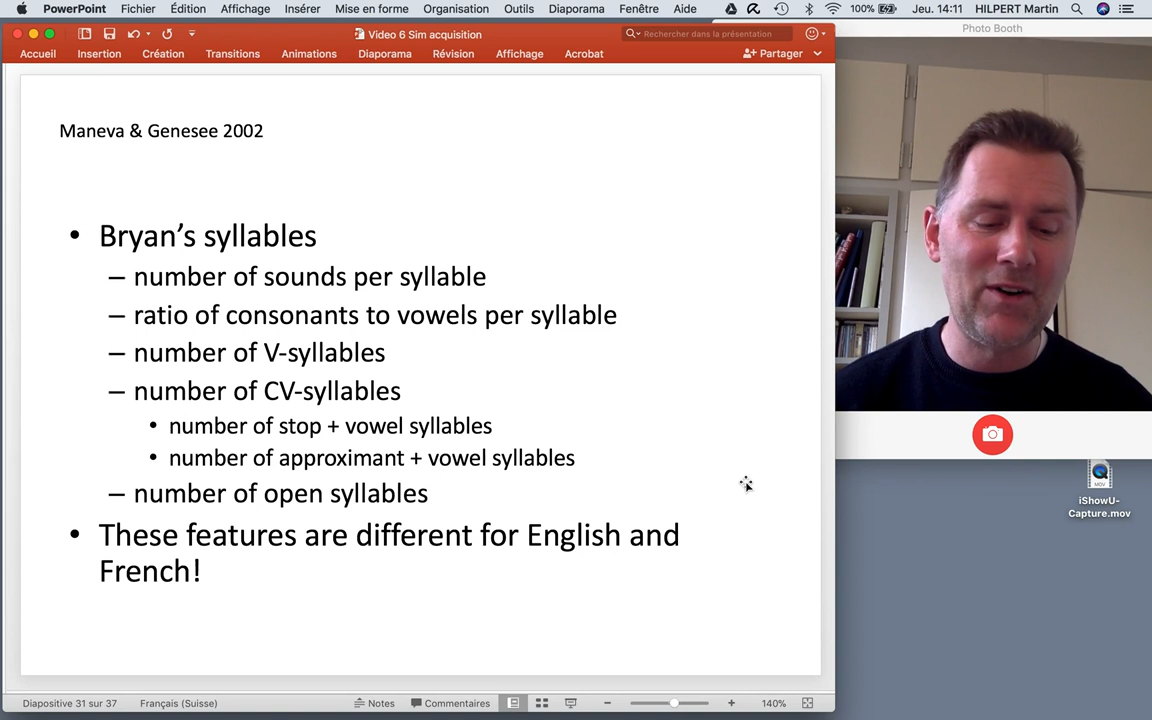 PowerPoint Fichier Édition Affichage Insérer Mise en forme Organisation Outils Diaporama Fenêtre Aide 100% Jeu. 14:11 HILPERT Martin
Video 6 Sim acquisition
Rechercher dans la présentation
Photo Booth
Accueil Insertion Création Transitions Animations Diaporama Révision Affichage Acrobat Partager
Maneva & Genesee 2002
• Bryan’s syllables
– number of sounds per syllable
– ratio of consonants to vowels per syllable
– number of V-syllables
– number of CV-syllables
• number of stop + vowel syllables
• number of approximant + vowel syllables
– number of open syllables
• These features are different for English and
French!
MOV
iShowU-
Capture.mov
Diapositive 31 sur 37 Français (Suisse) Notes Commentaires 140%